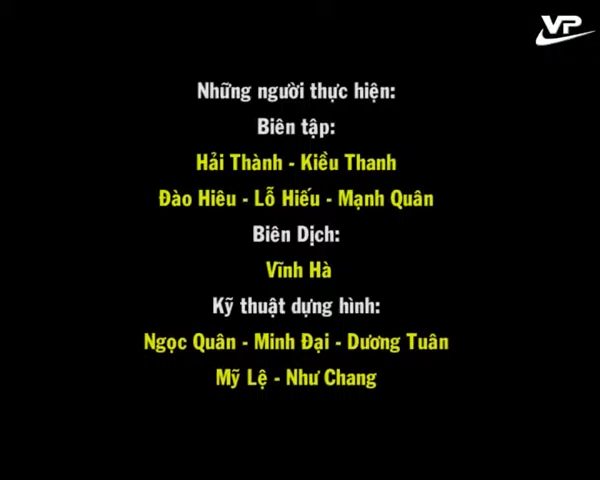 VP
Những người thực hiện:
Biên tập:
Hải Thành - Kiều Thanh
Đào Hiêu - Lỗ Hiếu - Mạnh Quân
Biên Dịch:
Vĩnh Hà
Kỹ thuật dựng hình:
Ngọc Quân - Minh Đại - Dương Tuân
Mỹ Lệ - Như Chang